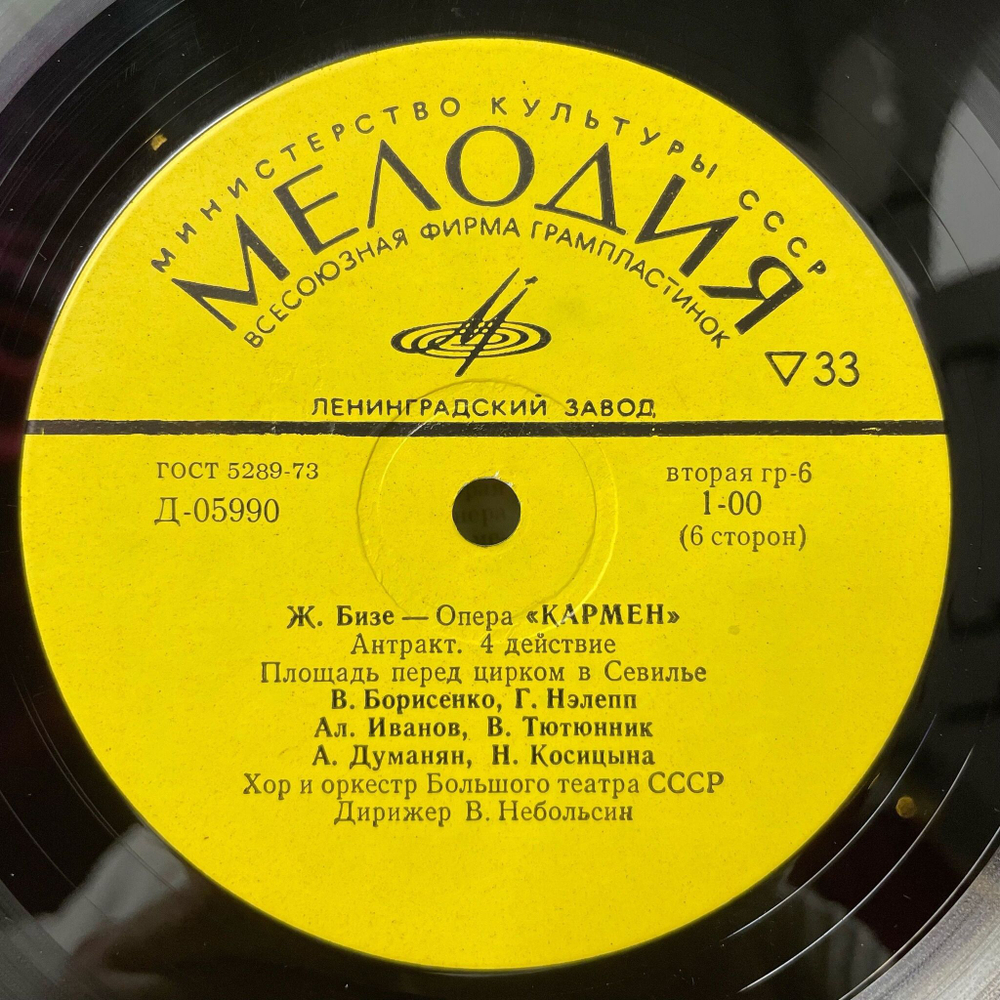 МИНИСТЕРСТВО КУЛЬТУРЫ СССР
МЕЛОДИЯ
ВСЕСОЮЗНАЯ ФИРМА ГРАМПЛАСТИНОК
33
ЛЕНИНГРАДСКИЙ ЗАВОД
ГОСТ 5289-73
Д-05990
вторая гр-6
1-00
(6 сторон)
Ж. Бизе — Опера «КАРМЕН»
Антракт. 4 действие
Площадь перед цирком в Севилье
В. Борисенко, Г. Нэлепп
Ал. Иванов, В. Тютюнник
А. Думанян, Н. Косицына
Хор и оркестр Большого театра СССР
Дирижер В. Небольсин